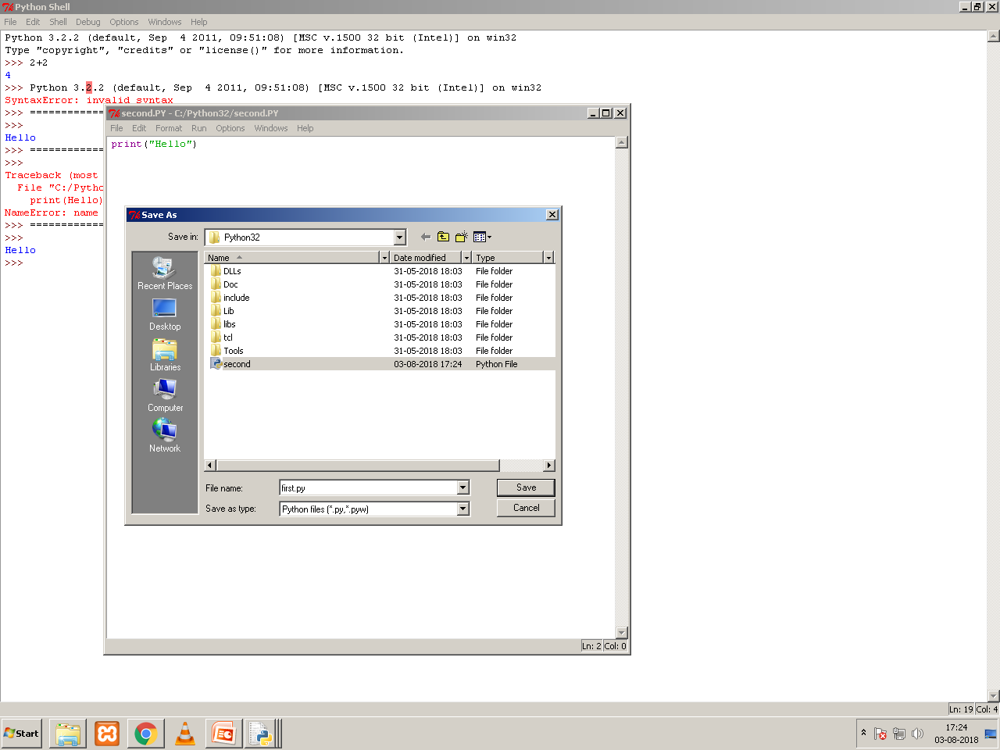 Python Shell
File Edit Shell Debug Options Windows Help
Python 3.2.2 (default, Sep  4 2011, 09:51:08) [MSC v.1500 32 bit (Intel)] on win32
Type "copyright", "credits" or "license()" for more information.
>>> 2+2
4
>>> Python 3.2.2 (default, Sep  4 2011, 09:51:08) [MSC v.1500 32 bit (Intel)] on win32
SyntaxError: invalid syntax
>>> ============
>>>
Hello
>>> ============
>>>
Traceback (most
  File "C:/Pytho
    print(Hello)
NameError: name
>>> ============
>>>
Hello
>>>
second.PY - C:/Python32/second.PY
File Edit Format Run Options Windows Help
print("Hello")
Save As
Save in: Python32
Recent Places
Desktop
Libraries
Computer
Network
Name Date modified Type
DLLs 31-05-2018 18:03 File folder
Doc 31-05-2018 18:03 File folder
include 31-05-2018 18:03 File folder
Lib 31-05-2018 18:03 File folder
libs 31-05-2018 18:03 File folder
tcl 31-05-2018 18:03 File folder
Tools 31-05-2018 18:03 File folder
second 03-08-2018 17:24 Python File
File name: first.py Save
Save as type: Python files (*.py,*.pyw) Cancel
Ln: 2 Col: 0
Ln: 19 Col: 4
Start
17:24
03-08-2018